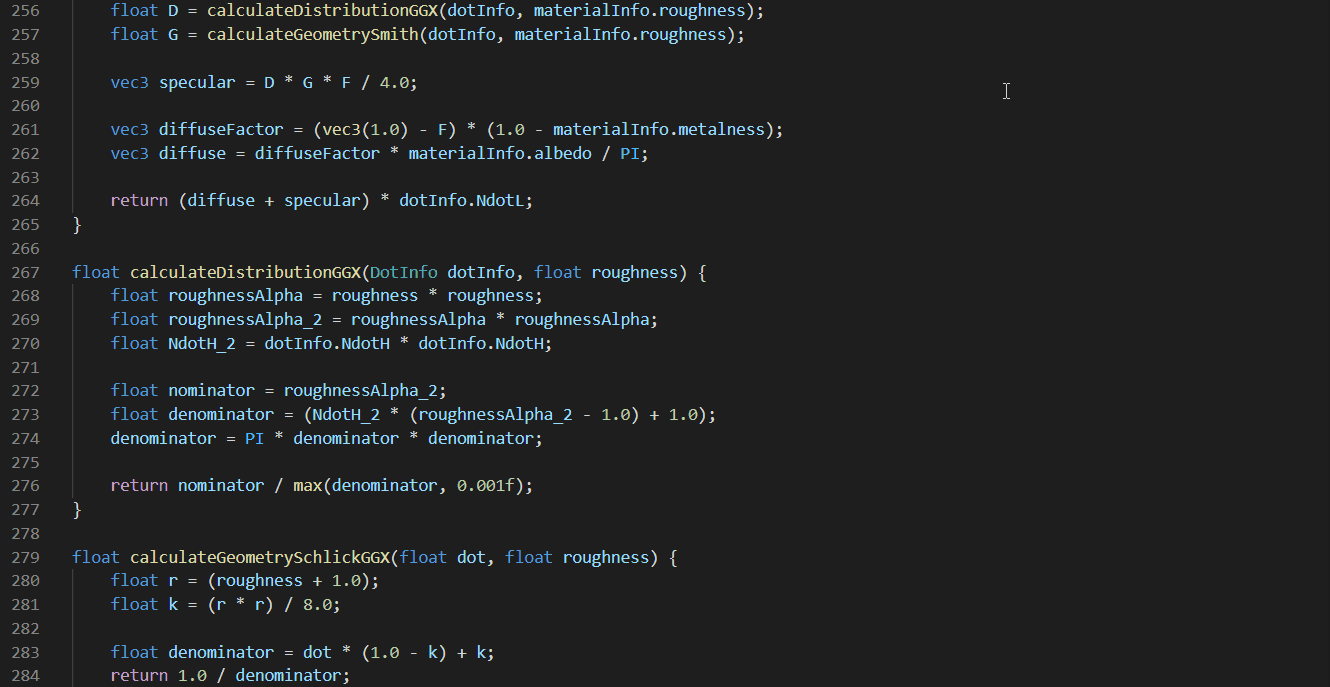 256 float D = calculateDistributionGGX(dotInfo, materialInfo.roughness);
257 float G = calculateGeometrySmith(dotInfo, materialInfo.roughness);
258
259 vec3 specular = D * G * F / 4.0;
260
261 vec3 diffuseFactor = (vec3(1.0) - F) * (1.0 - materialInfo.metalness);
262 vec3 diffuse = diffuseFactor * materialInfo.albedo / PI;
263
264 return (diffuse + specular) * dotInfo.NdotL;
265 }
266
267 float calculateDistributionGGX(DotInfo dotInfo, float roughness) {
268 float roughnessAlpha = roughness * roughness;
269 float roughnessAlpha_2 = roughnessAlpha * roughnessAlpha;
270 float NdotH_2 = dotInfo.NdotH * dotInfo.NdotH;
271
272 float nominator = roughnessAlpha_2;
273 float denominator = (NdotH_2 * (roughnessAlpha_2 - 1.0) + 1.0);
274 denominator = PI * denominator * denominator;
275
276 return nominator / max(denominator, 0.001f);
277 }
278
279 float calculateGeometrySchlickGGX(float dot, float roughness) {
280 float r = (roughness + 1.0);
281 float k = (r * r) / 8.0;
282
283 float denominator = dot * (1.0 - k) + k;
284 return 1.0 / denominator;